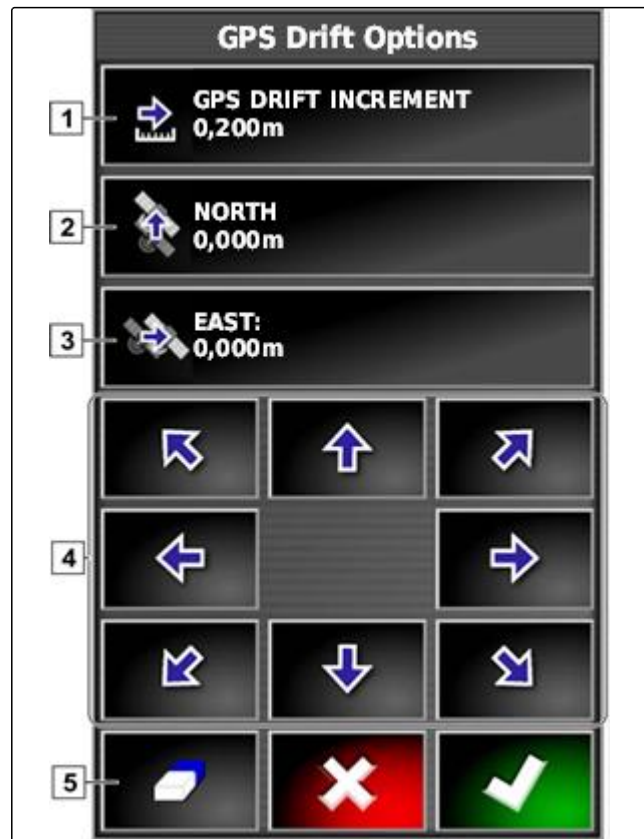 GPS Drift Options
1
GPS DRIFT INCREMENT
0,200m
2
NORTH
0,000m
3
EAST:
0,000m
4
5